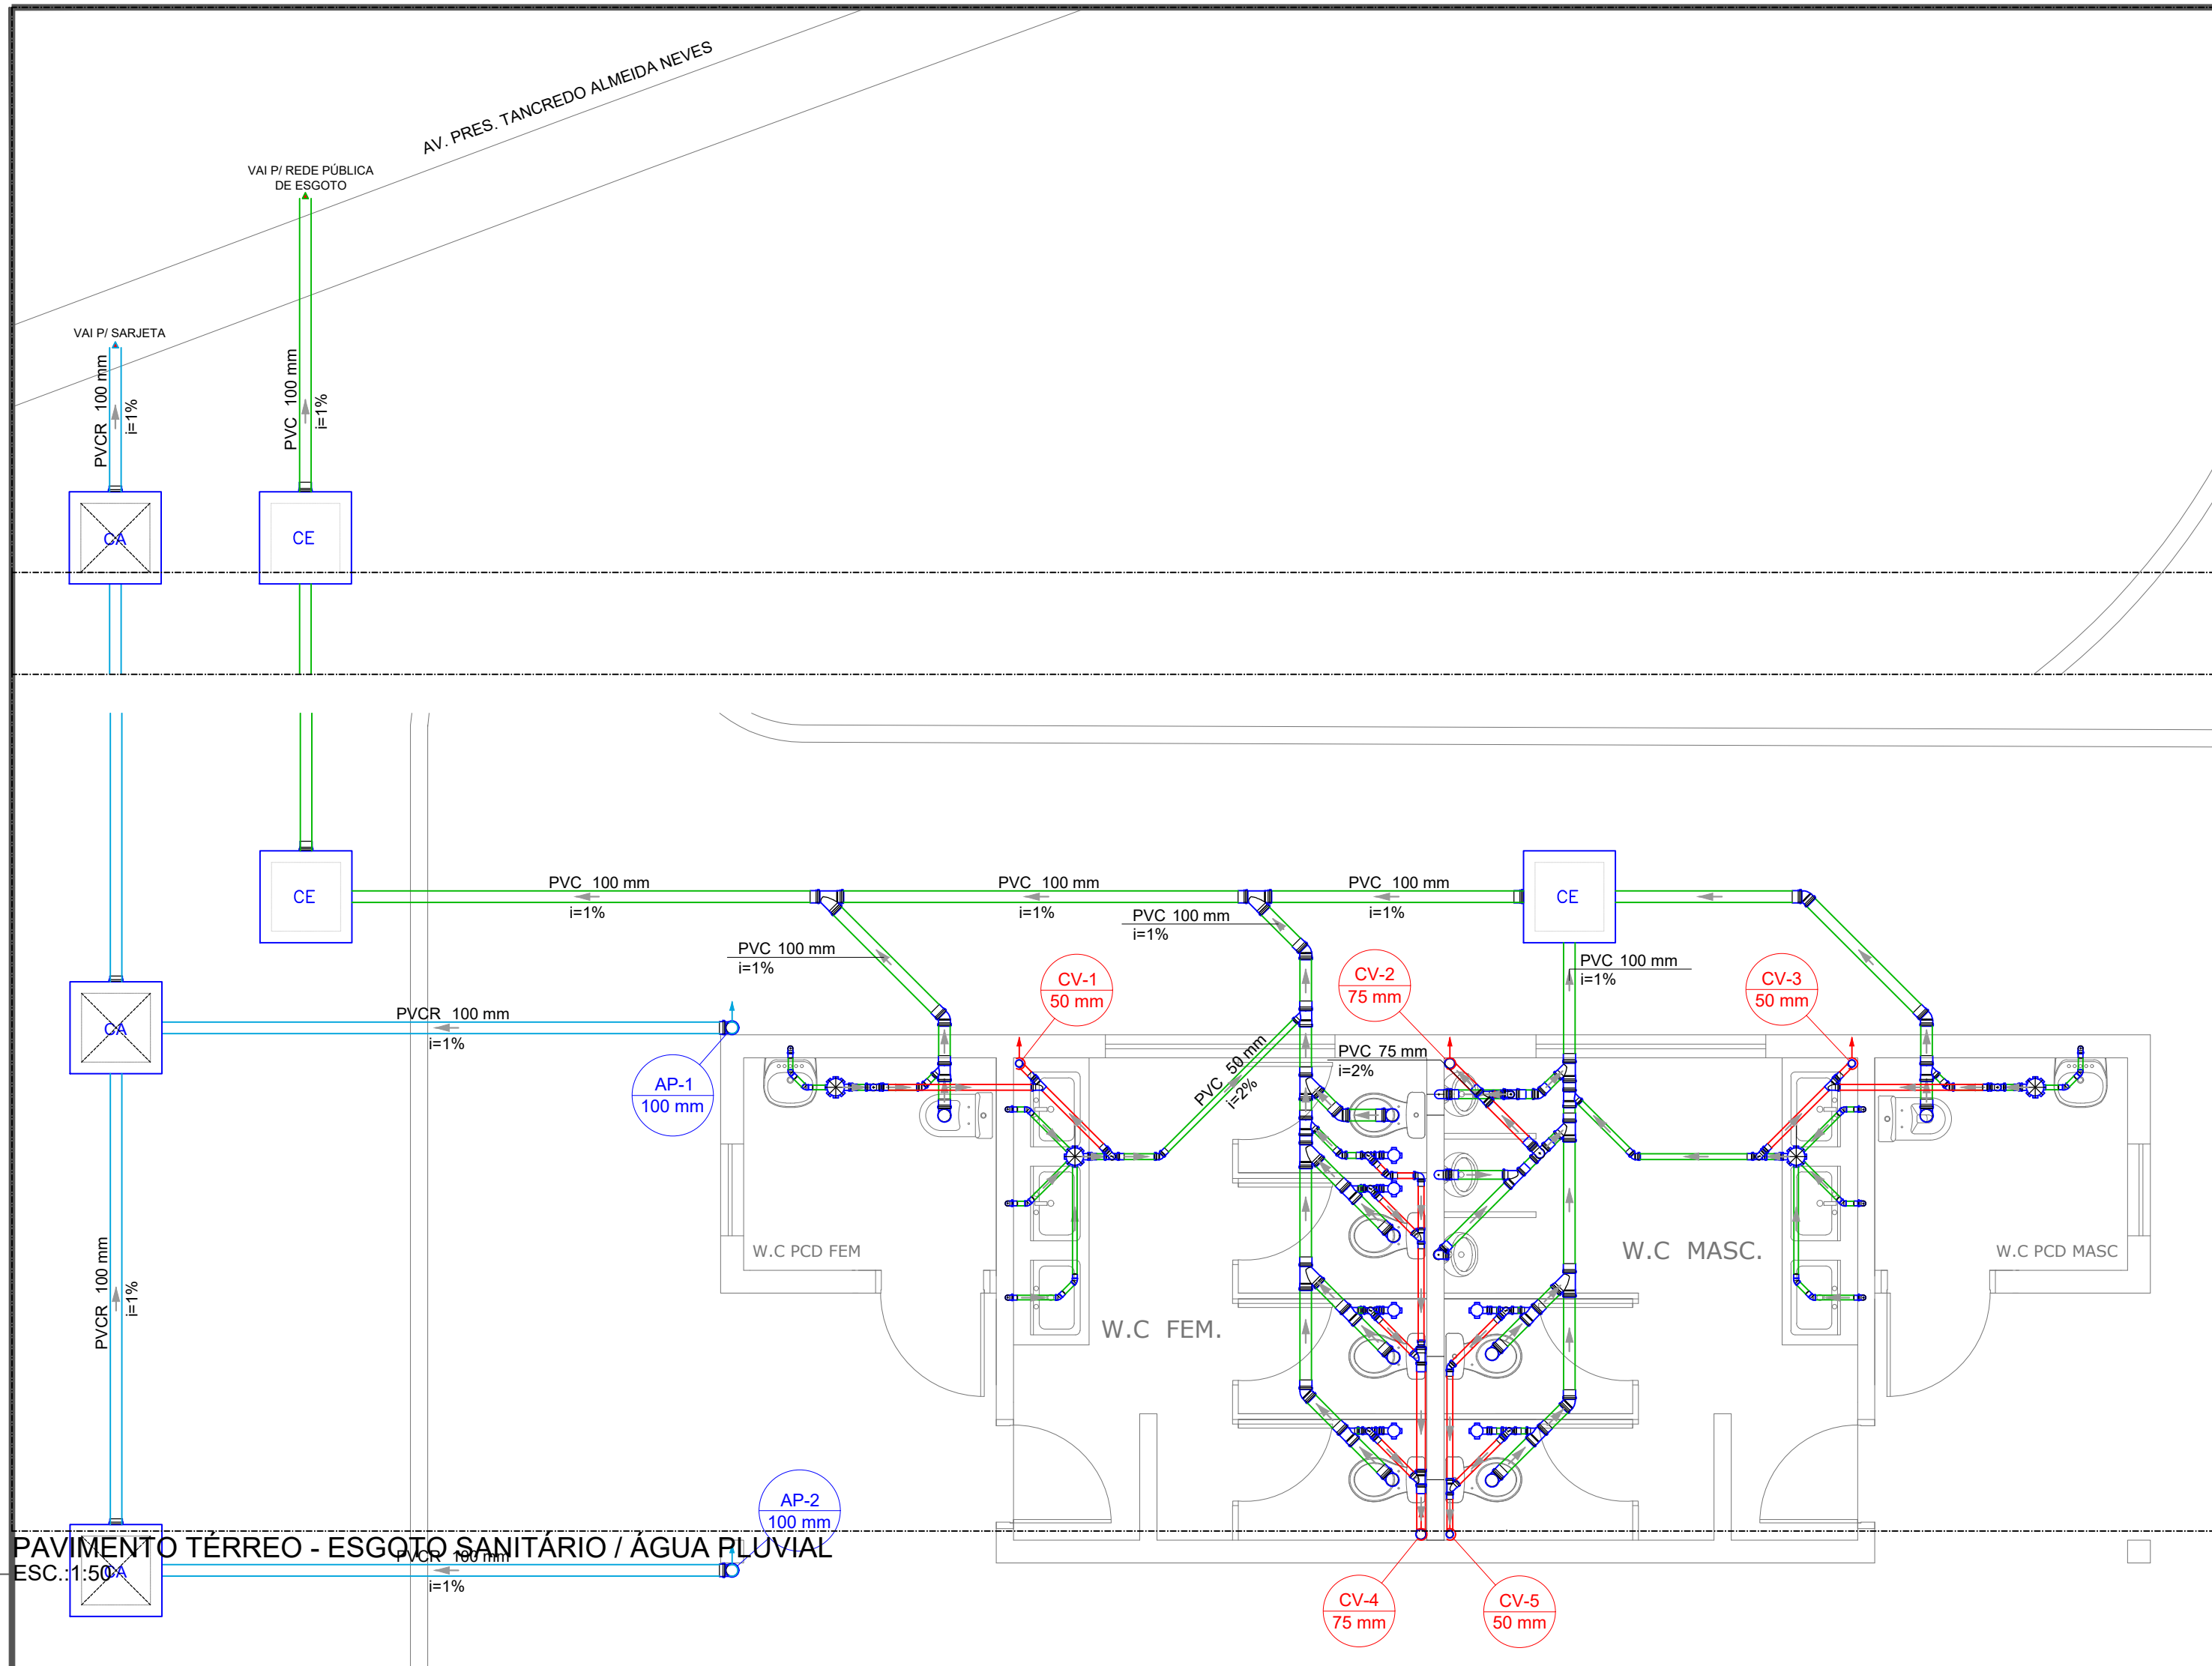 AV. PRES. TANCREDO ALMEIDA NEVES
VAI P/ REDE PÚBLICA
DE ESGOTO
VAI P/ SARJETA
PVCR 100 mm
i=1%
PVC 100 mm
i=1%
CA
CE
CE
PVC 100 mm
i=1%
PVC 100 mm
i=1%
PVC 100 mm
i=1%
CE
PVC 100 mm
i=1%
PVC 100 mm
i=1%
PVC 100 mm
i=1%
CV-1
50 mm
CV-2
75 mm
CV-3
50 mm
CA
PVCR 100 mm
i=1%
AP-1
100 mm
PVC 50 mm
i=2%
PVC 75 mm
i=2%
W.C PCD FEM
W.C MASC.
W.C PCD MASC
W.C FEM.
PVCR 100 mm
i=1%
AP-2
100 mm
PAVIMENTO TÉRREO - ESGOTO SANITÁRIO / ÁGUA PLUVIAL
ESC.:1:50
CA
PVCR 100 mm
i=1%
CV-4
75 mm
CV-5
50 mm